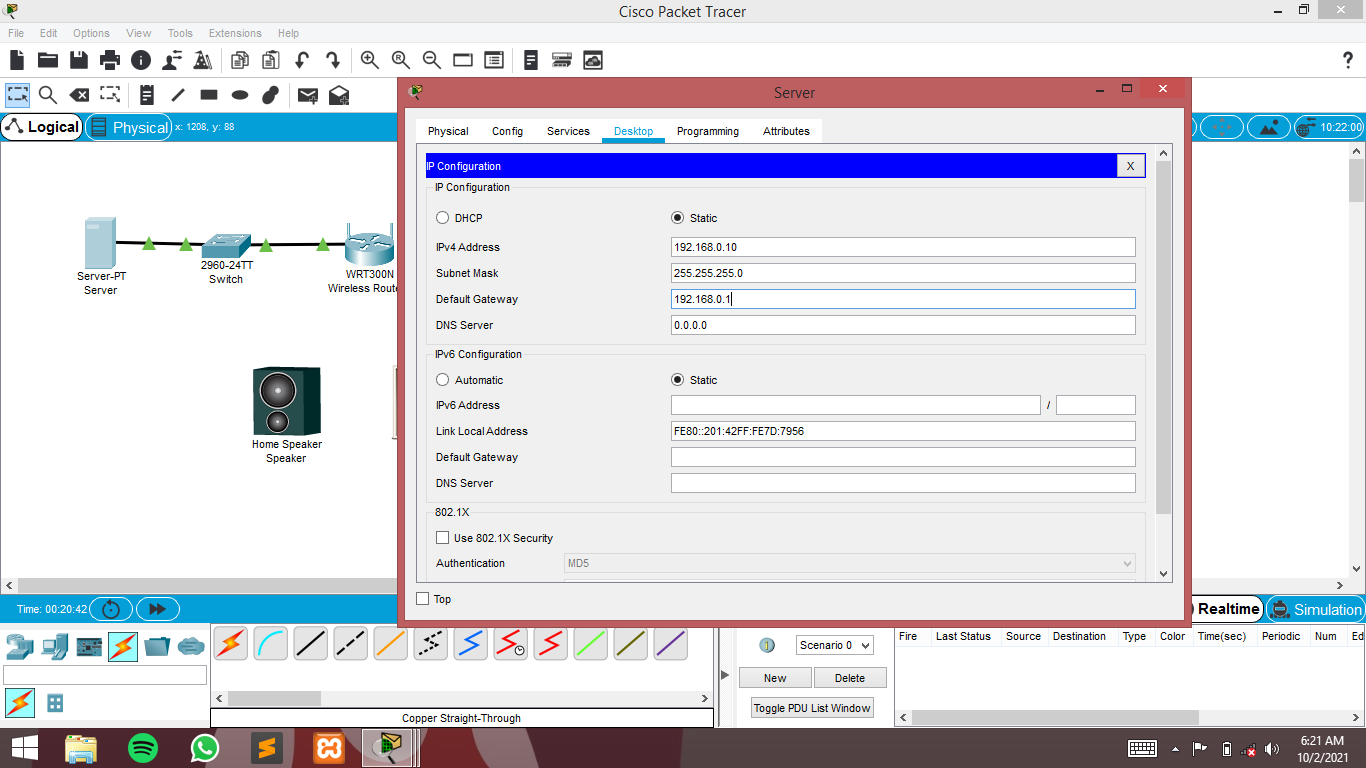 Cisco Packet Tracer
File Edit Options View Tools Extensions Help
?
Server
Logical Physical x: 1208, y: 88
10:22:00
Physical Config Services Desktop Programming Attributes
IP Configuration X
IP Configuration
DHCP Static
IPv4 Address 192.168.0.10
Subnet Mask 255.255.255.0
Default Gateway 192.168.0.1
DNS Server 0.0.0.0
IPv6 Configuration
Automatic Static
IPv6 Address /
Link Local Address FE80::201:42FF:FE7D:7956
Default Gateway
DNS Server
802.1X
Use 802.1X Security
Authentication MD5
Top
Server-PT
Server
2960-24TT
Switch
WRT300N
Wireless Route
Home Speaker
Speaker
Time: 00:20:42
Realtime Simulation
Scenario 0
New Delete
Toggle PDU List Window
Fire Last Status Source Destination Type Color Time(sec) Periodic Num Ed
Copper Straight-Through
6:21 AM
10/2/2021